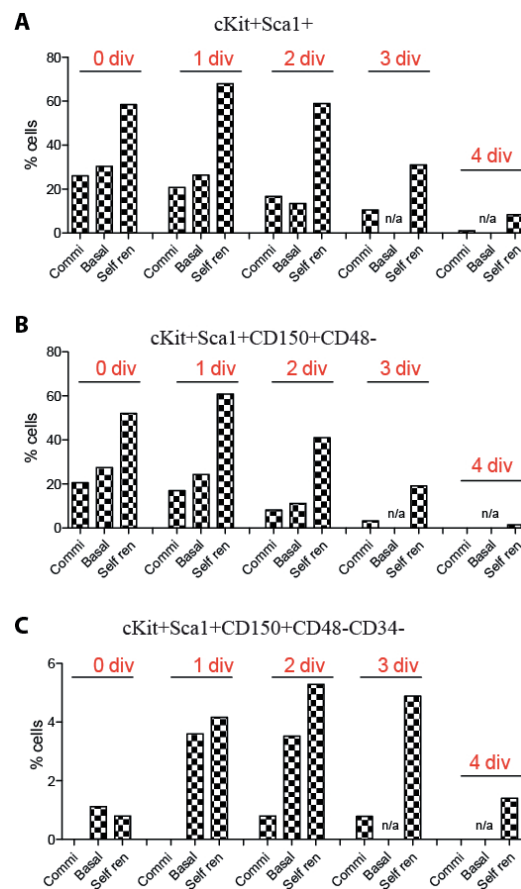 A
cKit+Sca1+
0 div 1 div 2 div 3 div 4 div
% cells
80
60
40
20
0
n/a n/a
Commi Basal Self ren Commi Basal Self ren Commi Basal Self ren Commi Basal Self ren Commi Basal Self ren
B
cKit+Sca1+CD150+CD48-
0 div 1 div 2 div 3 div 4 div
% cells
80
60
40
20
0
n/a n/a
Commi Basal Self ren Commi Basal Self ren Commi Basal Self ren Commi Basal Self ren Commi Basal Self ren
C
cKit+Sca1+CD150+CD48-CD34-
0 div 1 div 2 div 3 div 4 div
% cells
6
4
2
0
n/a n/a
Commi Basal Self ren Commi Basal Self ren Commi Basal Self ren Commi Basal Self ren Commi Basal Self ren